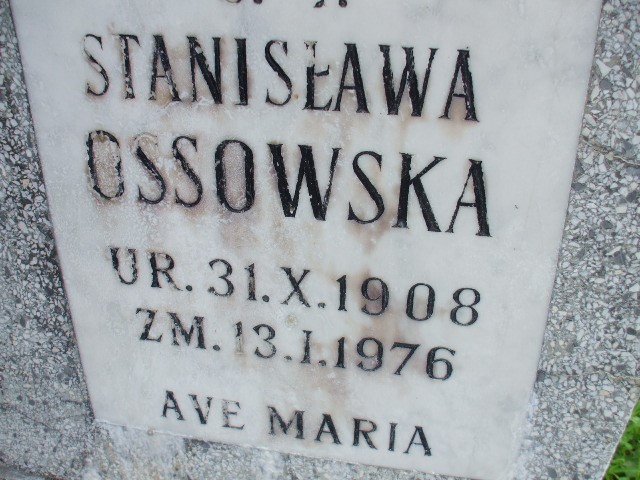 STANISŁAWA
OSSOWSKA
UR. 31.X.1908
ZM. 13.I.1976
AVE MARIA